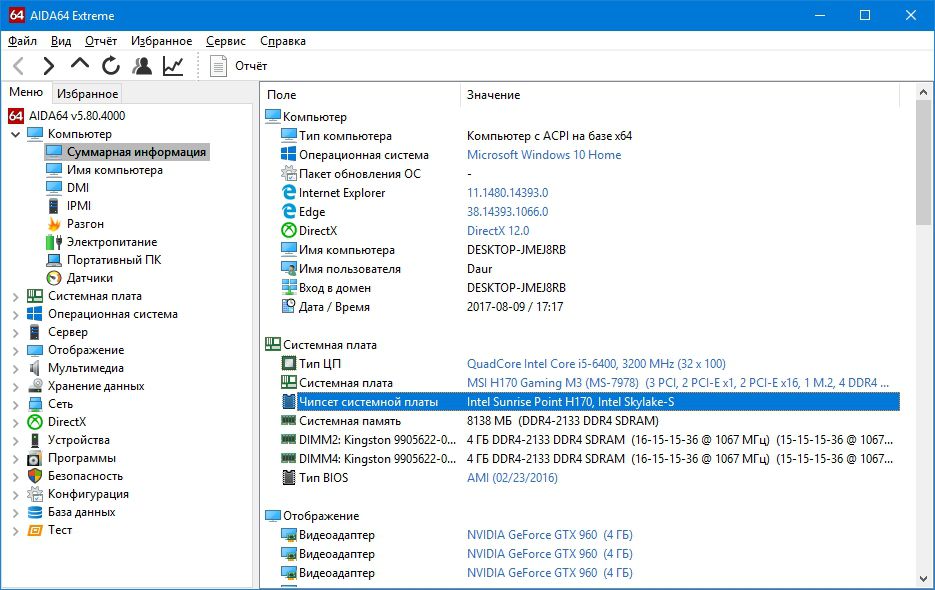 64 AIDA64 Extreme
Файл Вид Отчёт Избранное Сервис Справка
Отчёт
Меню Избранное
64 AIDA64 v5.80.4000
Компьютер
Суммарная информация
Имя компьютера
DMI
IPMI
Разгон
Электропитание
Портативный ПК
Датчики
Системная плата
Операционная система
Сервер
Отображение
Мультимедиа
Хранение данных
Сеть
DirectX
Устройства
Программы
Безопасность
Конфигурация
База данных
Тест
Поле Значение
Компьютер
Тип компьютера Компьютер с ACPI на базе x64
Операционная система Microsoft Windows 10 Home
Пакет обновления ОС -
Internet Explorer 11.1480.14393.0
Edge 38.14393.1066.0
DirectX DirectX 12.0
Имя компьютера DESKTOP-JMEJ8RB
Имя пользователя Daur
Вход в домен DESKTOP-JMEJ8RB
Дата / Время 2017-08-09 / 17:17
Системная плата
Тип ЦП QuadCore Intel Core i5-6400, 3200 MHz (32 x 100)
Системная плата MSI H170 Gaming M3 (MS-7978) (3 PCI, 2 PCI-E x1, 2 PCI-E x16, 1 M.2, 4 DDR4 ...
Чипсет системной платы Intel Sunrise Point H170, Intel Skylake-S
Системная память 8138 МБ (DDR4-2133 DDR4 SDRAM)
DIMM2: Kingston 9905622-0... 4 ГБ DDR4-2133 DDR4 SDRAM (16-15-15-36 @ 1067 МГц) (15-15-15-36 @ 1067...
DIMM4: Kingston 9905622-0... 4 ГБ DDR4-2133 DDR4 SDRAM (16-15-15-36 @ 1067 МГц) (15-15-15-36 @ 1067...
Тип BIOS AMI (02/23/2016)
Отображение
Видеоадаптер NVIDIA GeForce GTX 960 (4 ГБ)
Видеоадаптер NVIDIA GeForce GTX 960 (4 ГБ)
Видеоадаптер NVIDIA GeForce GTX 960 (4 ГБ)